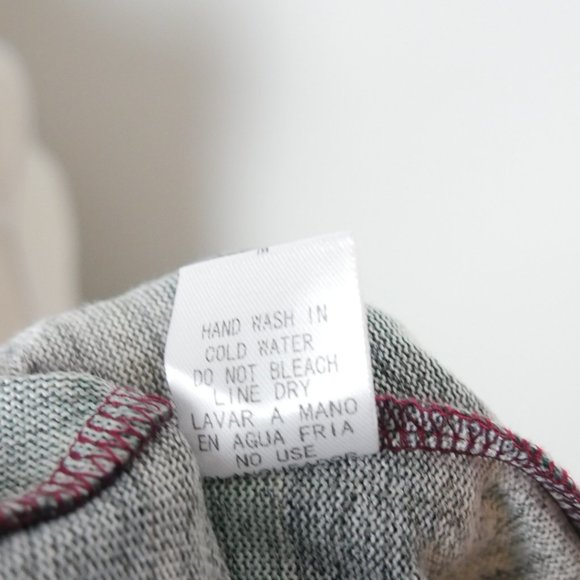 HAND WASH IN
COLD WATER
DO NOT BLEACH
LINE DRY
LAVAR A MANO
EN AGUA FRIA
NO USE